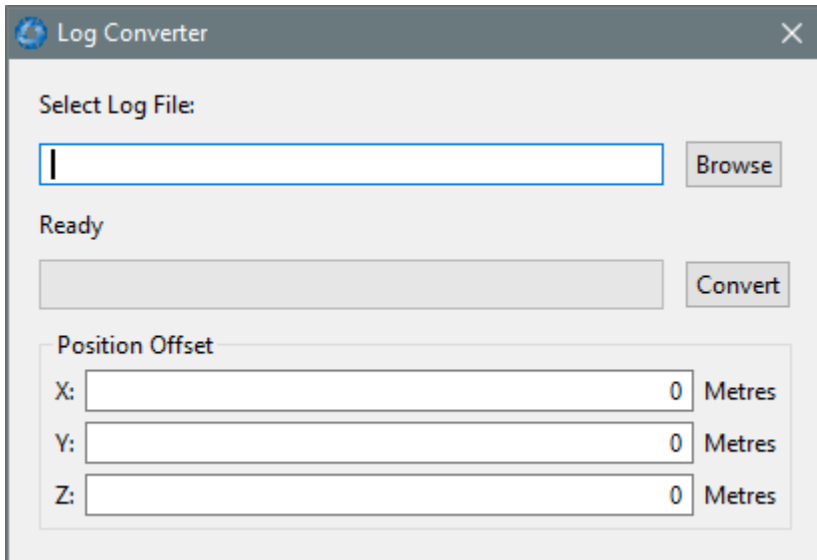 Log Converter
Select Log File:
Browse
Ready
Convert
Position Offset
X: 0 Metres
Y: 0 Metres
Z: 0 Metres